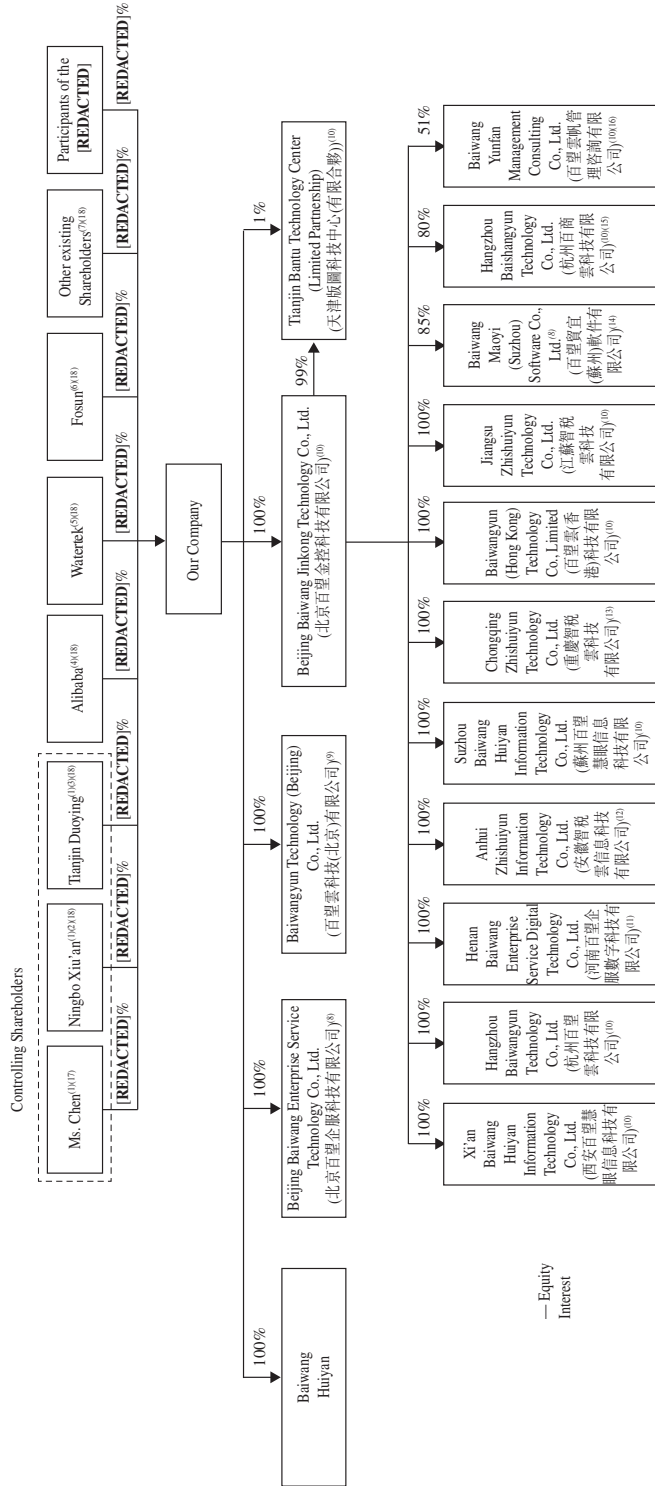 Controlling Shareholders
Ms. Chen(1)(17)
Ningbo Xiu’an(1)(2)(18)
Tianjin Duoying(1)(3)(18)
Alibaba(4)(18)
Watertek(5)(18)
Fosun(6)(18)
Other existing
Shareholders(7)(18)
Participants of the
[REDACTED]
[REDACTED]%
[REDACTED]%
[REDACTED]%
[REDACTED]%
[REDACTED]%
[REDACTED]%
[REDACTED]%
[REDACTED]%
Our Company
100%
100%
100%
100%
1%
Baiwang
Huiyan
Beijing Baiwang Enterprise Service
Technology Co., Ltd.
(北京百望企服科技有限公司)(8)
Baiwangyun Technology (Beijing)
Co., Ltd.
(百望雲科技(北京)有限公司)(9)
Beijing Baiwang Jinkong Technology Co., Ltd.
(北京百望金控科技有限公司)(10)
99%
Tianjin Bantu Technology Center
(Limited Partnership)
(天津版圖科技中心(有限合夥))(10)
100%
100%
100%
100%
100%
100%
100%
100%
85%
80%
51%
Xi’an
Baiwang
Huiyan
Information
Technology
Co., Ltd.
(西安百望慧
眼信息科技有
限公司)(10)
Hangzhou
Baiwangyun
Technology
Co., Ltd.
(杭州百望
雲科技有限
公司)(10)
Henan
Baiwang
Enterprise
Service Digital
Technology
Co., Ltd.
(河南百望企
服數字科技有
限公司)(11)
Anhui
Zhishuiyun
Information
Technology
Co., Ltd.
(安徽智税
雲信息科技
有限公司)(12)
Suzhou
Baiwang
Huiyan
Information
Technology
Co., Ltd.
(蘇州百望
慧眼信息
科技有限
公司)(10)
Chongqing
Zhishuiyun
Technology
Co., Ltd.
(重慶智税
雲科技
有限公司)(13)
Baiwangyun
(Hong Kong)
Technology
Co., Limited
(百望雲(香
港)科技有限
公司)(10)
Jiangsu
Zhishuiyun
Technology
Co., Ltd.
(江蘇智税
雲科技
有限公司)(10)
Baiwang
Maoyi
(Suzhou)
Software Co.,
Ltd.(8)
(百望貿宜
(蘇州)軟件有
限公司)(14)
Hangzhou
Baishangyun
Technology
Co., Ltd.
(杭州百商
雲科技有限
公司)(10)(15)
Baiwang
Yunfan
Management
Consulting
Co., Ltd.
(百望雲帆管
理咨詢有限
公司)(10)(16)
— Equity
Interest